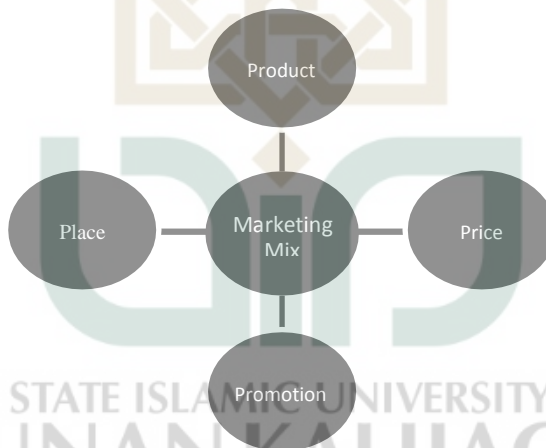 Product
Place
Marketing
Mix
Price
Promotion
STATE ISLAMIC UNIVERSITY